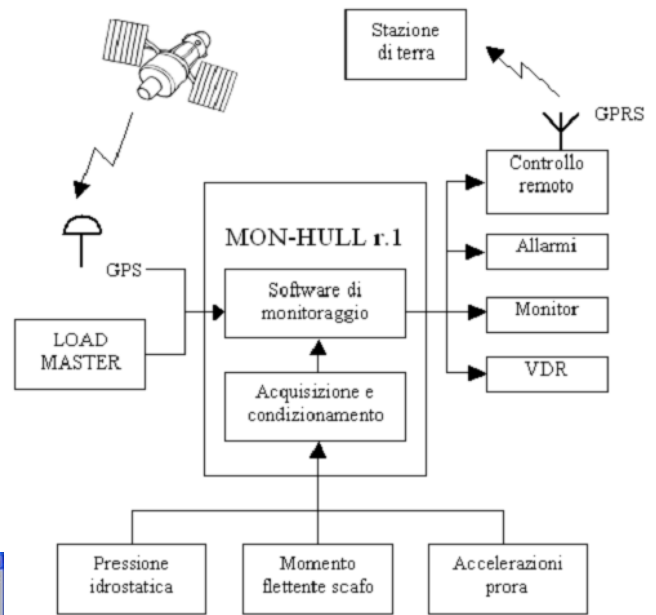 Stazione
di terra
GPRS
Controllo
remoto
MON-HULL r.1
Allarmi
GPS
Software di
monitoraggio
Monitor
LOAD
MASTER
VDR
Acquisizione e
condizionamento
Pressione
idrostatica
Momento
flettente scafo
Accelerazioni
prora